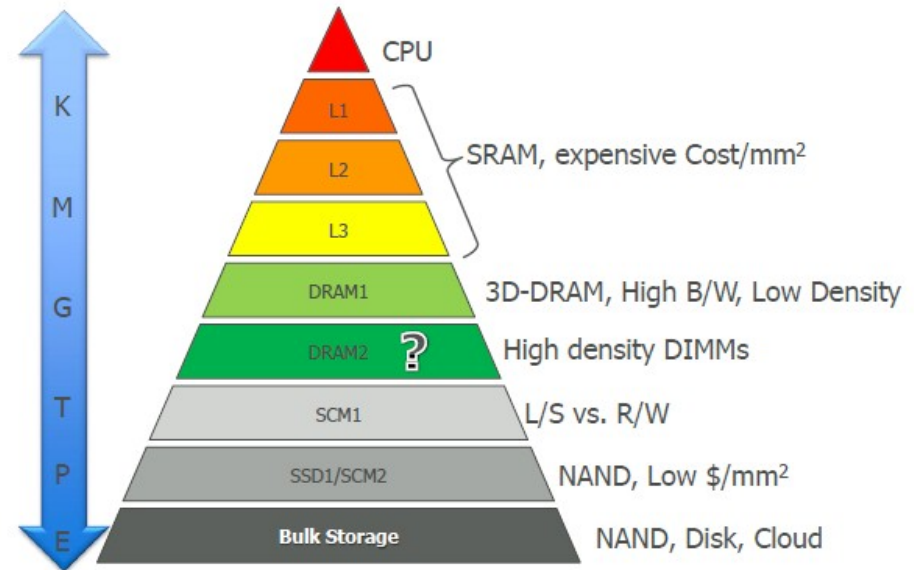 CPU
K
L1
SRAM, expensive Cost/mm²
L2
M
L3
DRAM1
3D-DRAM, High B/W, Low Density
G
DRAM2 ?
High density DIMMs
T
SCM1
L/S vs. R/W
P
SSD1/SCM2
NAND, Low $/mm²
E
Bulk Storage
NAND, Disk, Cloud